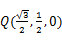 Q(√3/2, 1/2, 0)